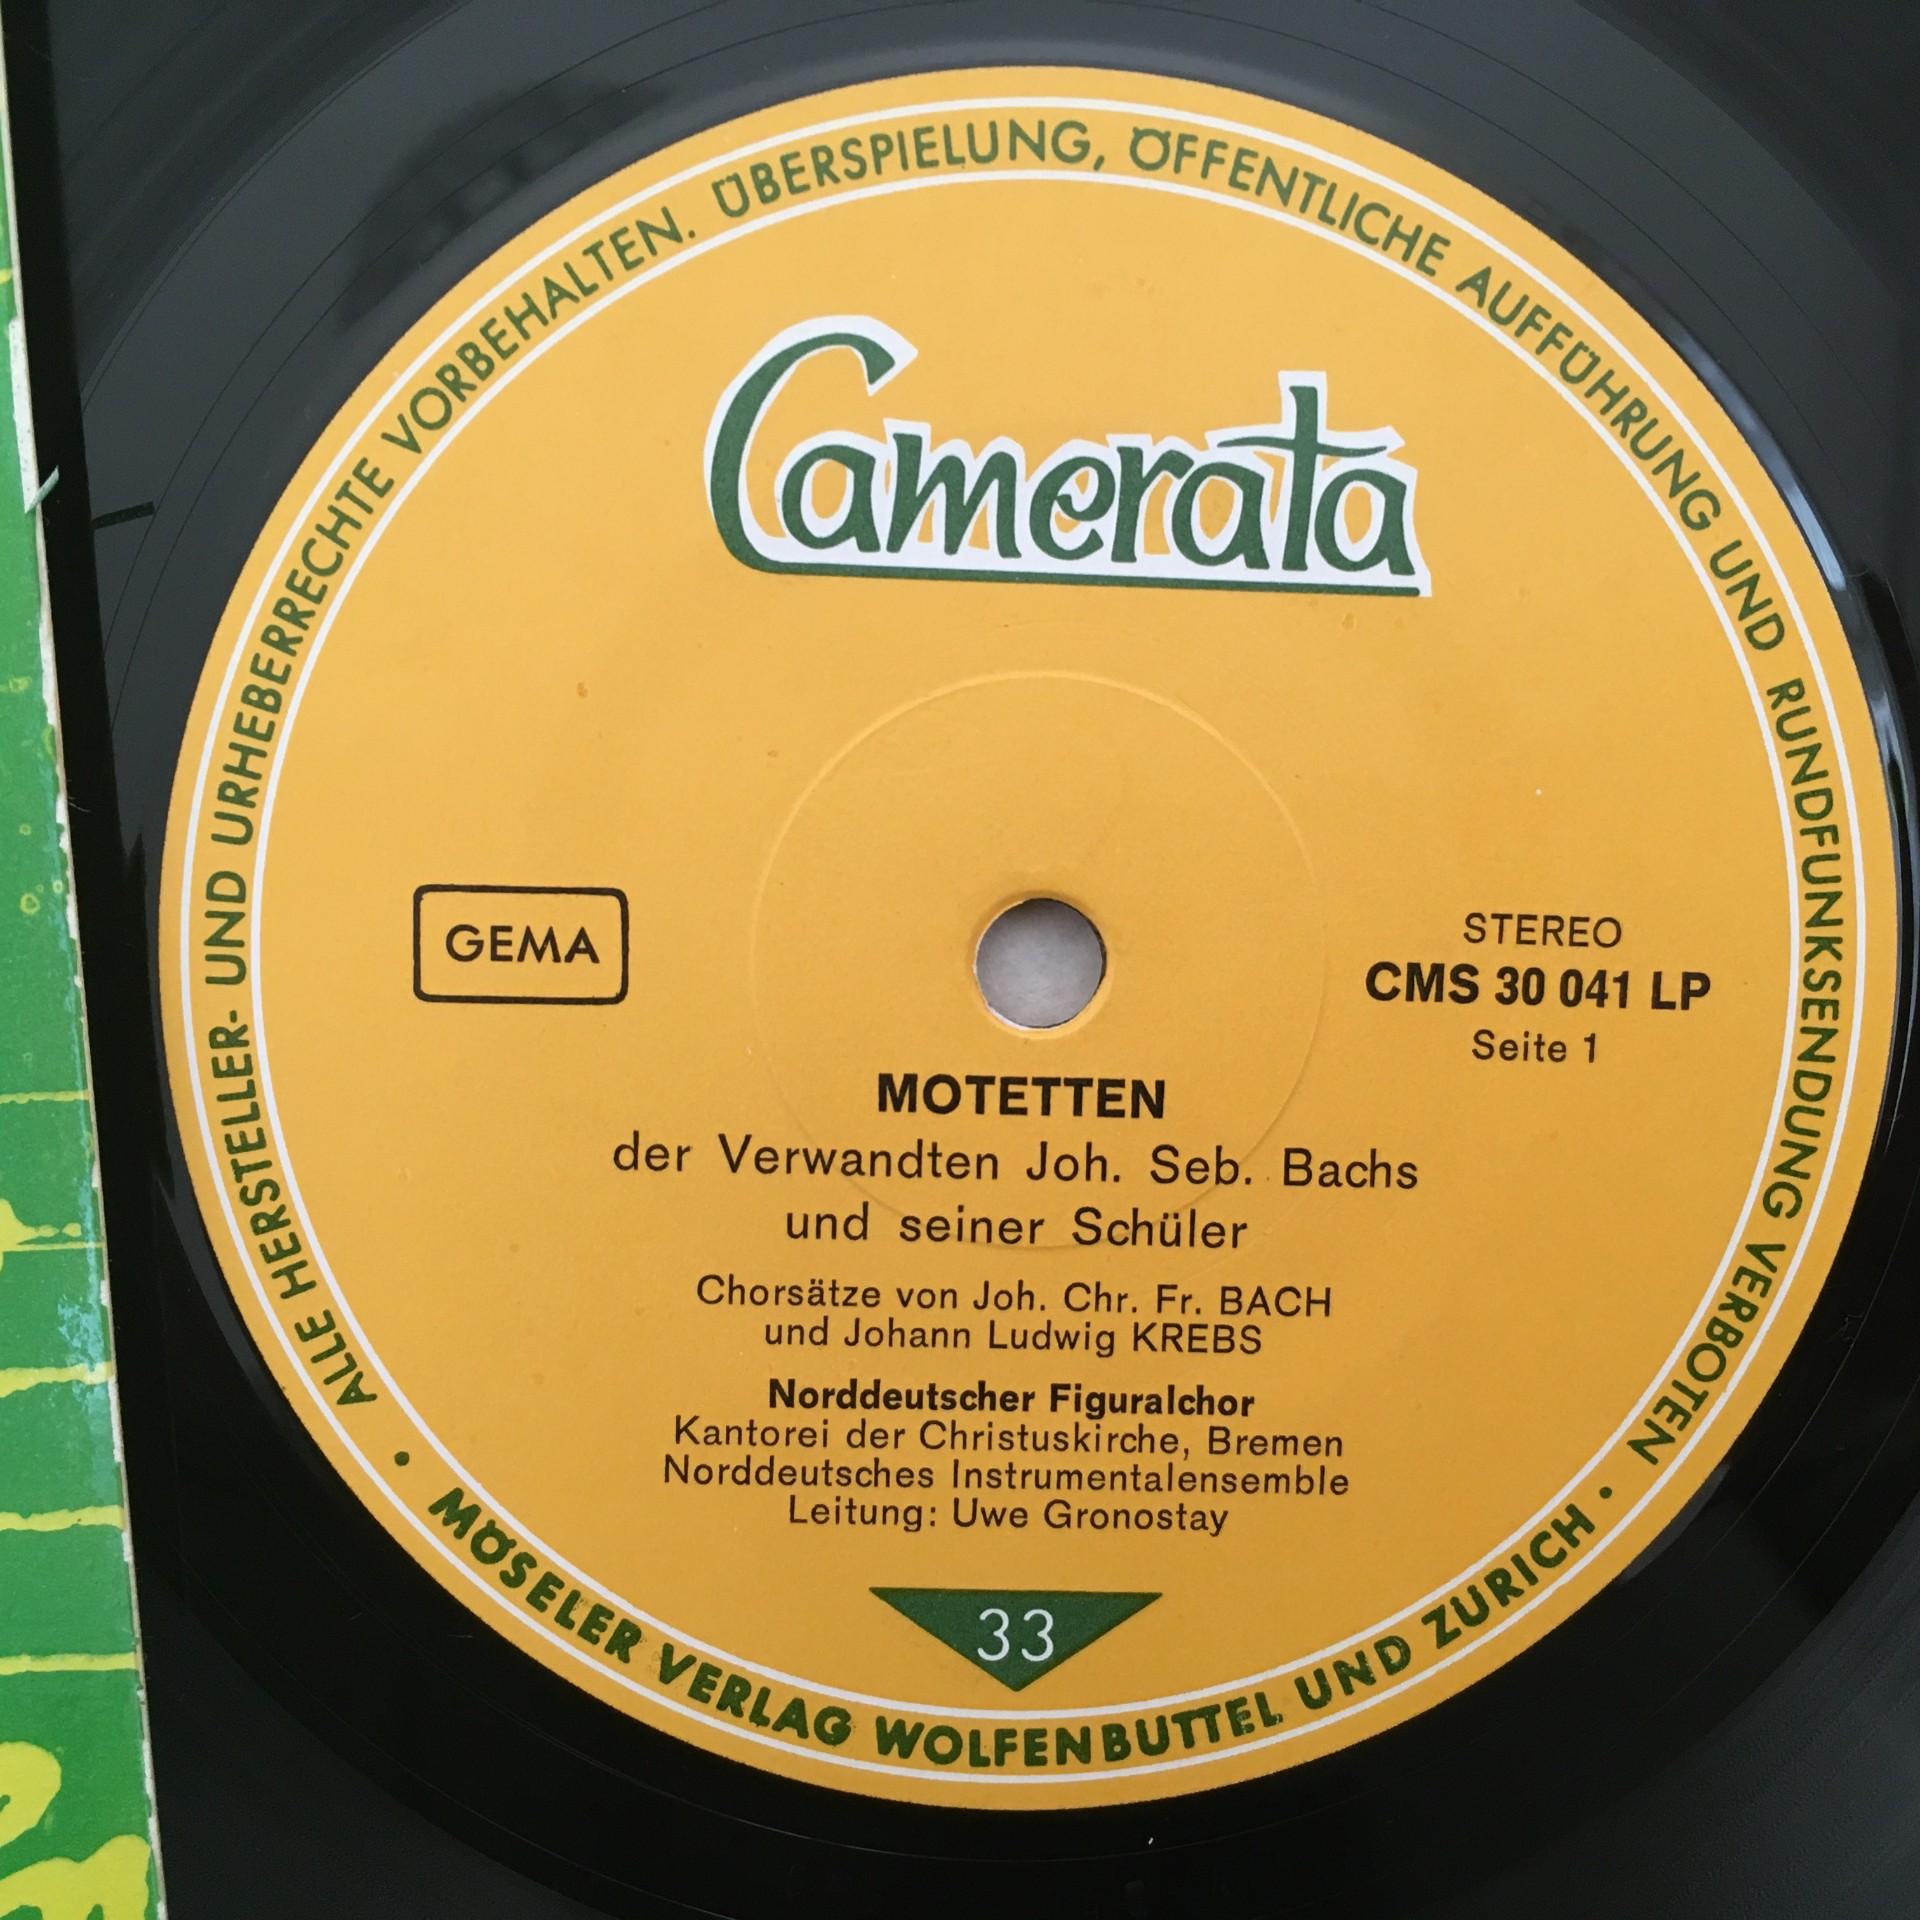 ALLE HERSTELLER- UND URHEBERRECHTE VORBEHALTEN. ÜBERSPIELUNG, ÖFFENTLICHE AUFFÜHRUNG UND RUNDFUNKSENDUNG VERBOTEN
Camerata
GEMA
STEREO
CMS 30 041 LP
Seite 1
MOTETTEN
der Verwandten Joh. Seb. Bachs
und seiner Schüler
Chorsätze von Joh. Chr. Fr. BACH
und Johann Ludwig KREBS
Norddeutscher Figuralchor
Kantorei der Christuskirche, Bremen
Norddeutsches Instrumentalensemble
Leitung: Uwe Gronostay
33
• MÖSELER VERLAG WOLFENBÜTTEL UND ZÜRICH •